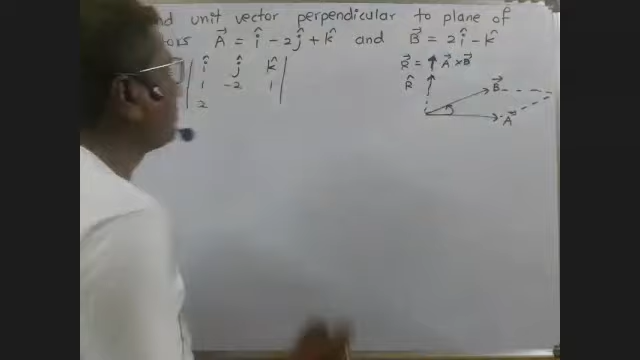 nd unit vector perpendicular to plane of
ors A⃗ = î - 2ĵ + k̂ and B⃗ = 2î - k̂
î ĵ k̂
1 -2 1
2
R⃗ = A⃗ × B⃗
R̂
B⃗
A⃗